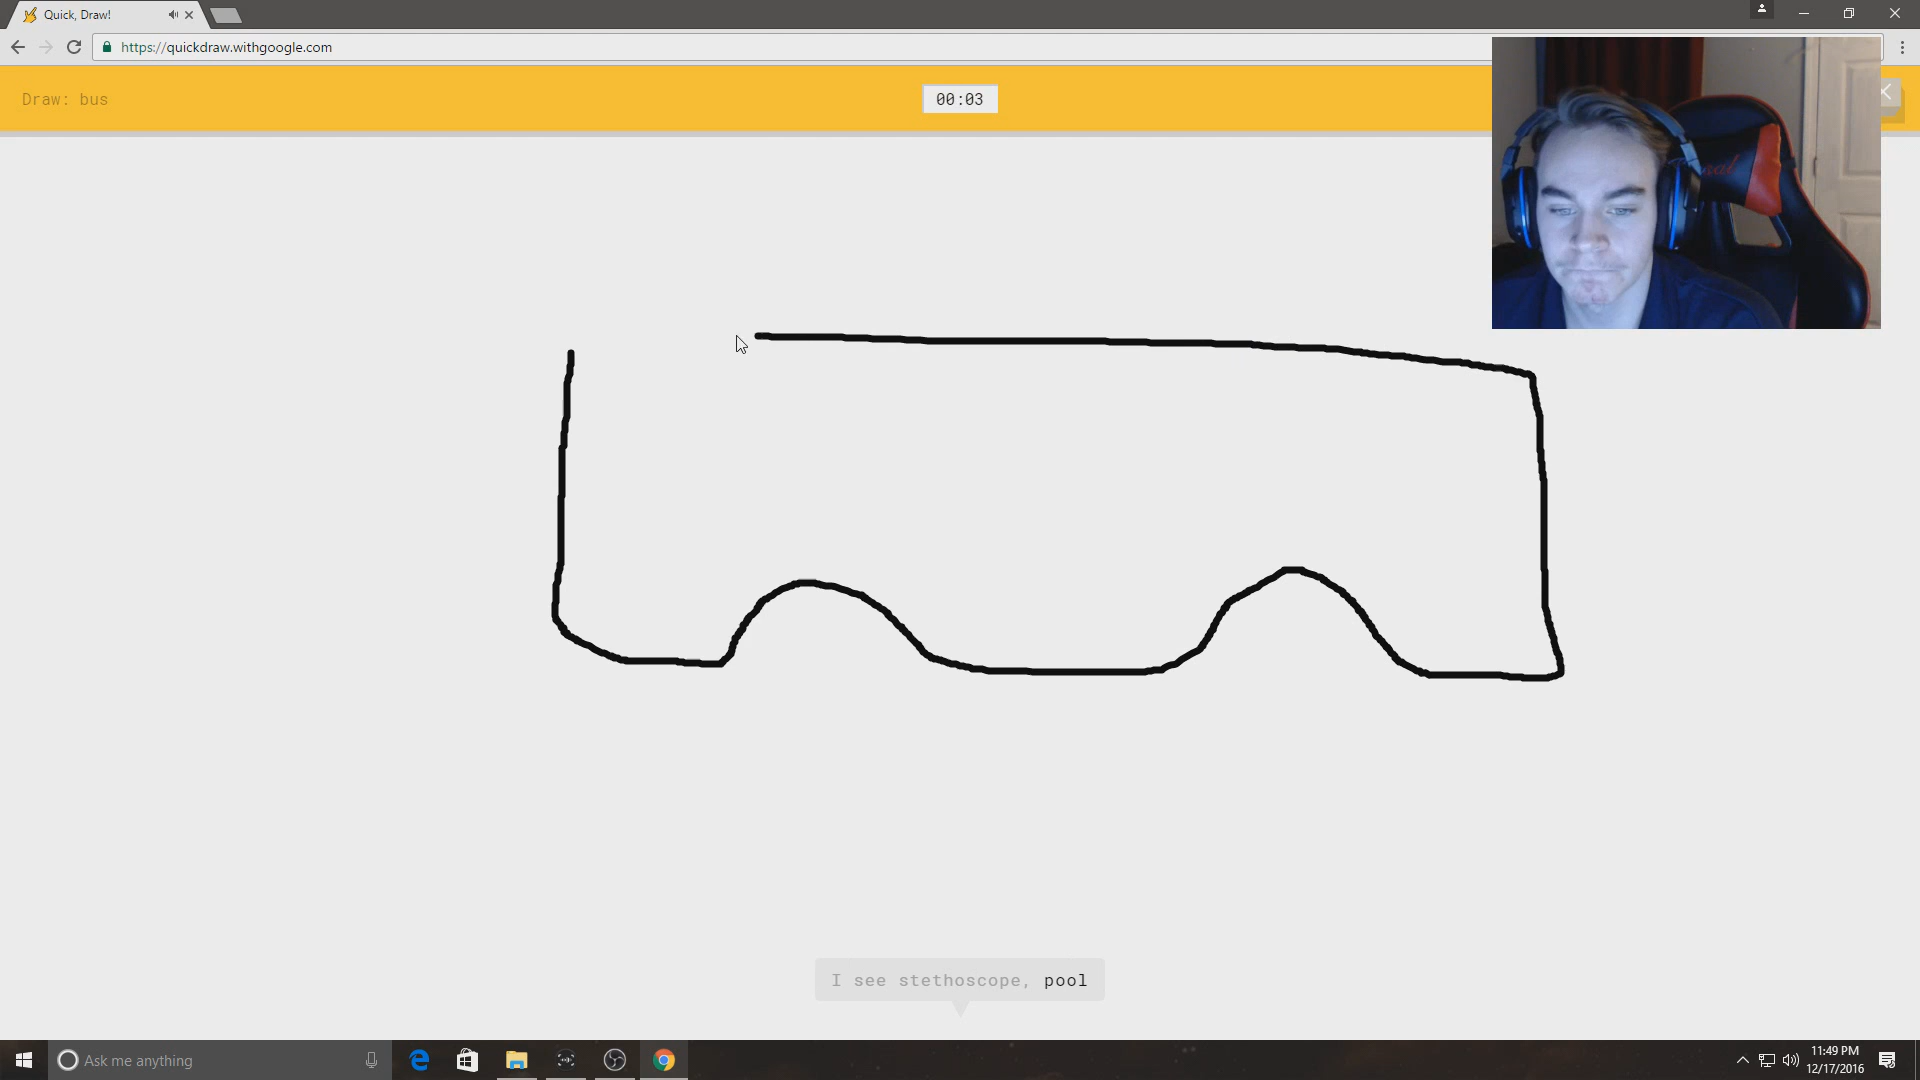 Quick, Draw!
https://quickdraw.withgoogle.com
Draw: bus
00:03
I see stethoscope, pool
Ask me anything
11:49 PM
12/17/2016